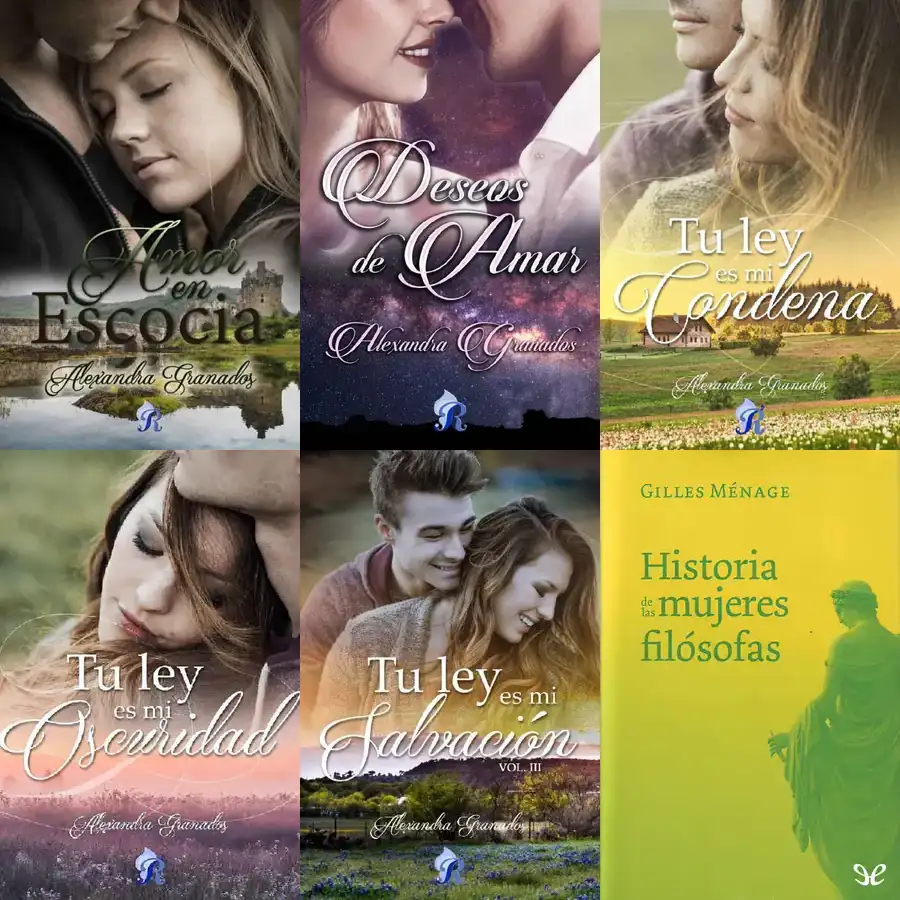 Amor
en
Escocia
Alexandra Granados
R
Deseos
de Amar
Alexandra Granados
R
Tu ley
es mi
Condena
Alexandra Granados
R
Tu ley
es mi
Oscuridad
Alexandra Granados
R
Tu ley
es mi
Salvación
VOL. III
Alexandra Granados
R
GILLES MÉNAGE
Historia
de las mujeres
filósofas